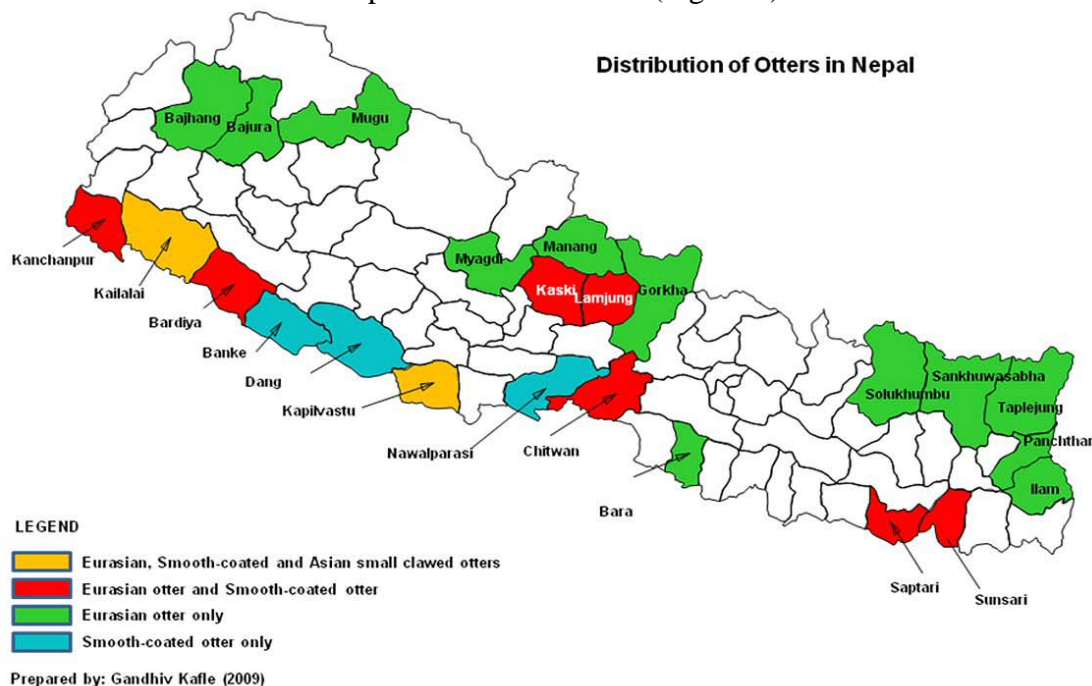 Distribution of Otters in Nepal
Bajhang
Bajura
Mugu
Kanchanpur
Kailalai
Bardiya
Banke
Dang
Kapilvastu
Myagdi
Manang
Kaski
Lamjung
Gorkha
Nawalparasi
Chitwan
Bara
Solukhumbu
Sankhuwasabha
Taplejung
Panchthar
Ilam
Saptari
Sunsari
LEGEND
Eurasian, Smooth-coated and Asian small clawed otters
Eurasian otter and Smooth-coated otter
Eurasian otter only
Smooth-coated otter only
Prepared by: Gandhiv Kafle (2009)